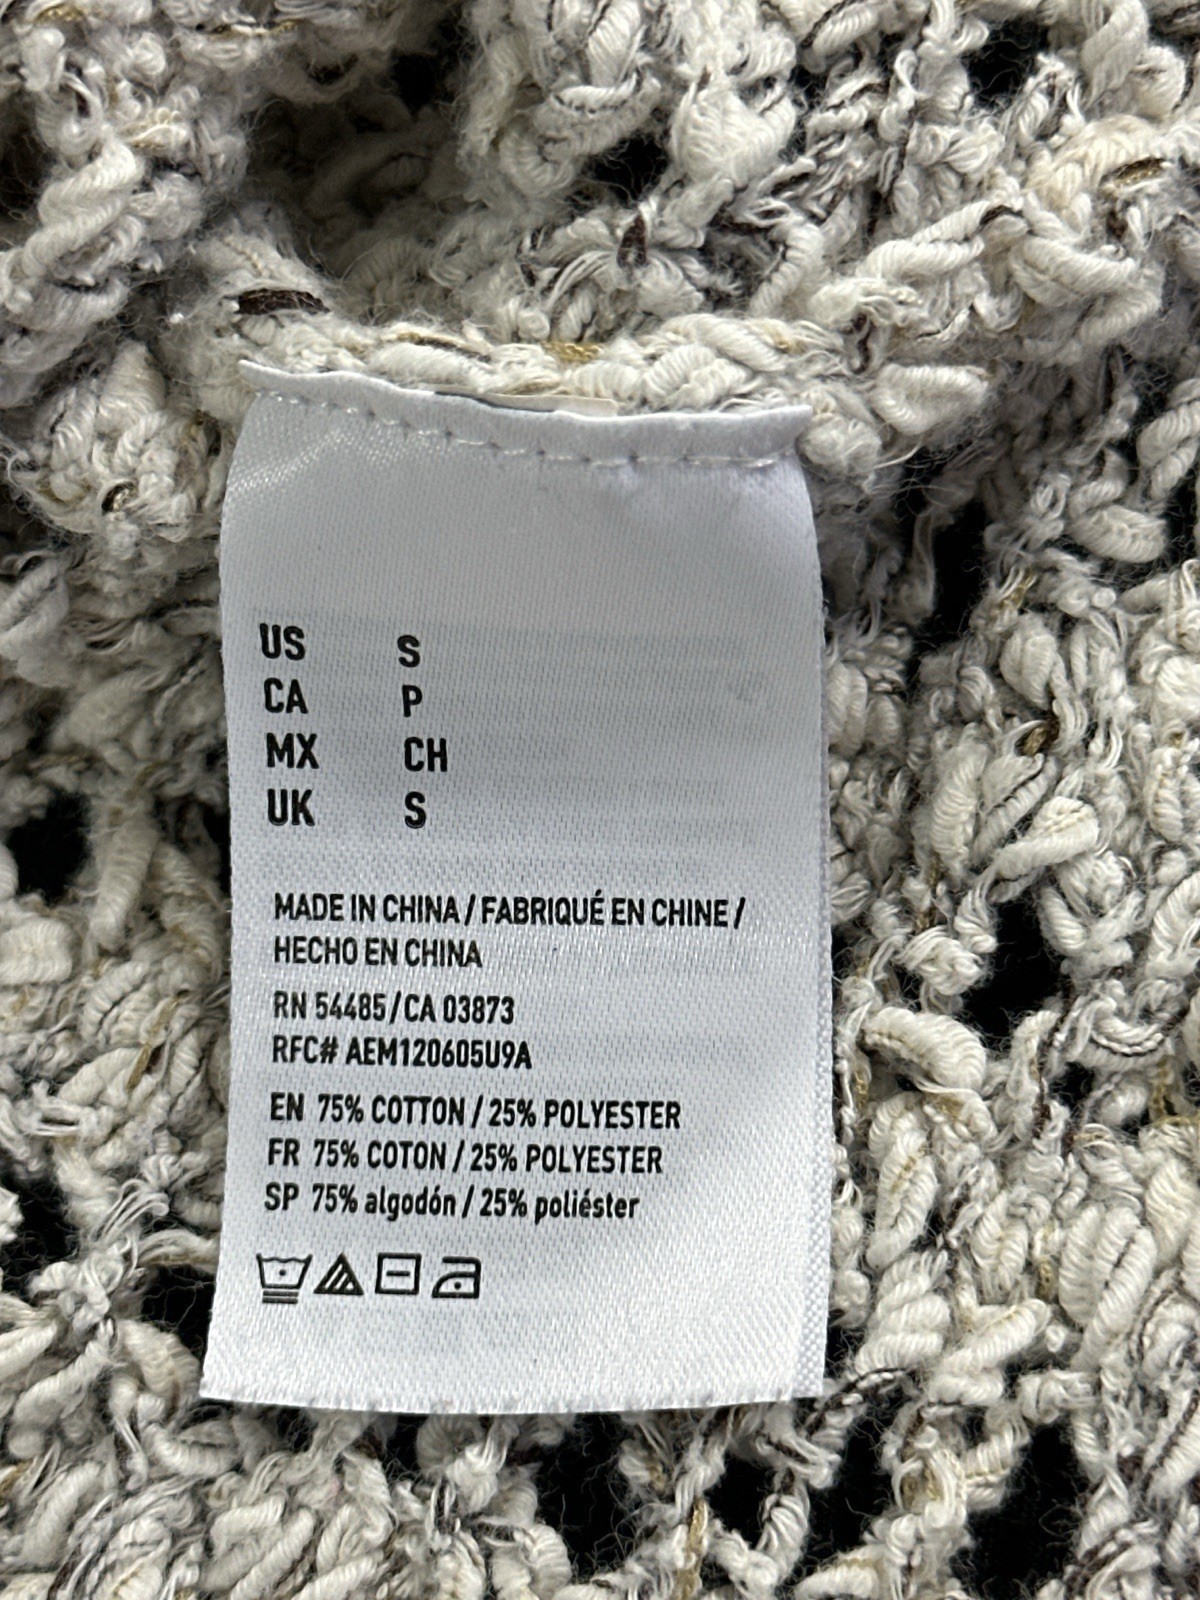 US S
CA P
MX CH
UK S
MADE IN CHINA / FABRIQUÉ EN CHINE /
HECHO EN CHINA
RN 54485/CA 03873
RFC# AEM120605U9A
EN 75% COTTON / 25% POLYESTER
FR 75% COTON / 25% POLYESTER
SP 75% algodón / 25% poliéster